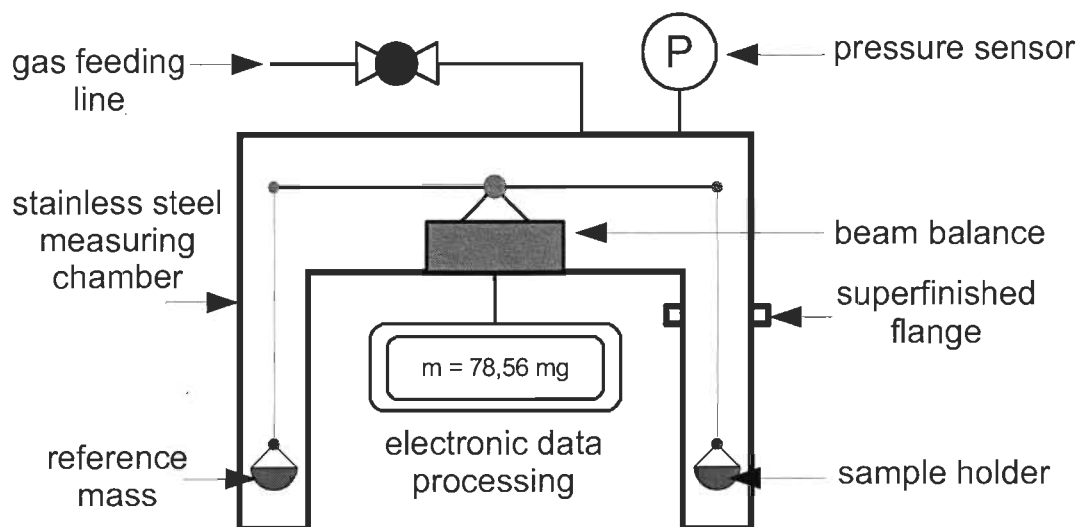 gas feeding
line
P
pressure sensor
stainless steel
measuring
chamber
beam balance
superfinished
flange
m = 78,56 mg
electronic data
processing
reference
mass
sample holder